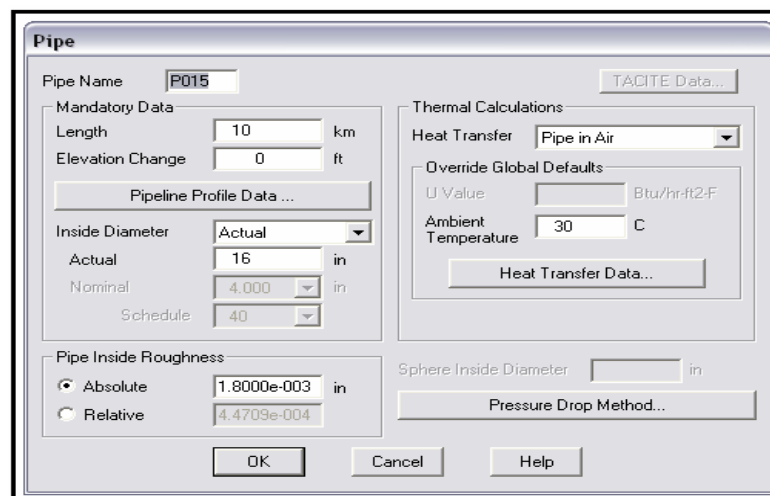 Pipe
Pipe Name P015
TACITE Data...
Mandatory Data
Length 10 km
Elevation Change 0 ft
Pipeline Profile Data ...
Inside Diameter Actual
Actual 16 in
Nominal 4.000 in
Schedule 40
Pipe Inside Roughness
Absolute 1.8000e-003 in
Relative 4.4709e-004
Thermal Calculations
Heat Transfer Pipe in Air
Override Global Defaults
U Value Btu/hr-ft2-F
Ambient
Temperature 30 C
Heat Transfer Data...
Sphere Inside Diameter in
Pressure Drop Method...
OK Cancel Help